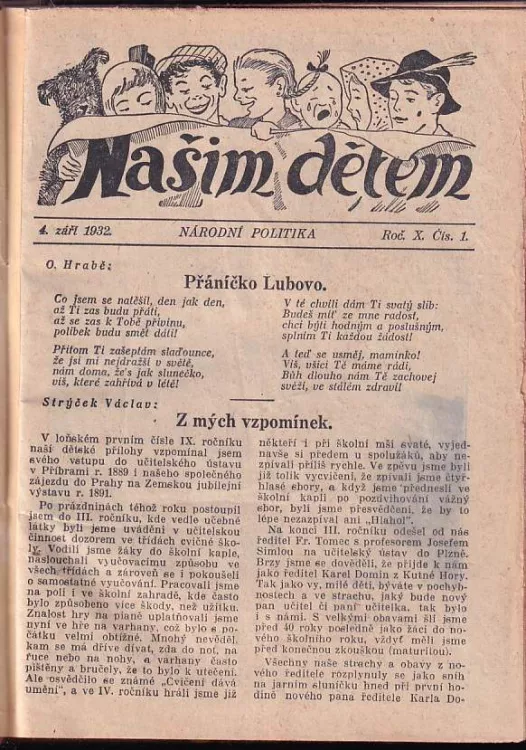 Našim dětem
4. září 1932.
NÁRODNÍ POLITIKA
Roč. X. Čís. 1.
O. Hrabě:
Přáníčko Lubovo.
Co jsem se natěšil, den jak den,
až Ti zas budu přáti,
až se zas k Tobě přivinu,
polibek budu smět dáti!
Přitom Ti zašeptám slaďounce,
že jsi mi nejdražší v světě,
nám doma, že's jak slunéčko,
víš, které zahřívá v létě!
V té chvíli dám Ti svatý slib:
Budeš míť ze mne radost,
chci býti hodným a poslušným,
splním Ti každou žádost!
A teď se usměj, maminko!
Víš, všici Tě máme rádi,
Bůh dlouho nám Tě zachovej
svěží, ve stálém zdraví!
Strýček Václav:
Z mých vzpomínek.
V loňském prvním čísle IX. ročníku
naší dětské přílohy vzpomínal jsem
svého vstupu do učitelského ústavu
v Příbrami r. 1889 i našeho společného
zájezdu do Prahy na Zemskou jubilejní
výstavu r. 1891.
Po prázdninách téhož roku postoupil
jsem do III. ročníku, kde vedle učebné
látky byli jsme uváděni v učitelskou
činnost dozorem ve třídách cvičné ško-
ly. Vodili jsme žáky do školní kaple,
naslouchali vyučovacímu způsobu ve
všech třídách a zároveň se i pokoušeli
o samostatné vyučování. Pracovali jsme
na poli i ve školní zahradě, kde často
bylo způsobeno více škody, než užitku.
Znalost hry na piano uplatňovali jsme
nyní ve hře na varhany, což bylo s po-
čátku velmi obtížné. Mnohý nevěděl,
kam se má dříve dívat, zda do not, na
ruce nebo na nohy, a varhany často
pištěny a bručely, že to bylo k utečení.
Ale osvědčilo se známé „Cvičení dává
umění", a ve IV. ročníku hráli jsme již
někteří i při školní mši svaté, vyjed-
navše si předem u spolužáků, aby ne-
zpívali příliš rychle. Ve zpěvu jsme byli
již tolik vycvičeni, že zpívali jsme čtyř-
hlasé sbory, a když jsme přednesli ve
školní kapli po pozdvihování vážný
sbor, byli jsme přesvědčeni, že by to
lépe nezazpíval ani „Hlahol".
Na konci III. ročníku odešel od nás
ředitel Fr. Tomec s profesorem Josefem
Simlou na učitelský ústav do Plzně.
Brzy jsme se dověděli, že přijde k nám
jako ředitel Karel Domin z Kutné Hory.
Tak jako vy, milé děti, býváte v pochyb-
nostech a ve strachu, jaký bude nový
pan učitel či paní učitelka, tak bylo
i s námi. S velkými obavami šli jsme
před 40 roky posledně jako žáci do no-
vého školního roku, vždyť měli jsme
před konečnou zkouškou (maturitou).
Všechny naše strachy a obavy z no-
vého ředitele rozplynuly se jako sníh
na jarním sluníčku hned při první ho-
dině nového pana ředitele Karla Do-